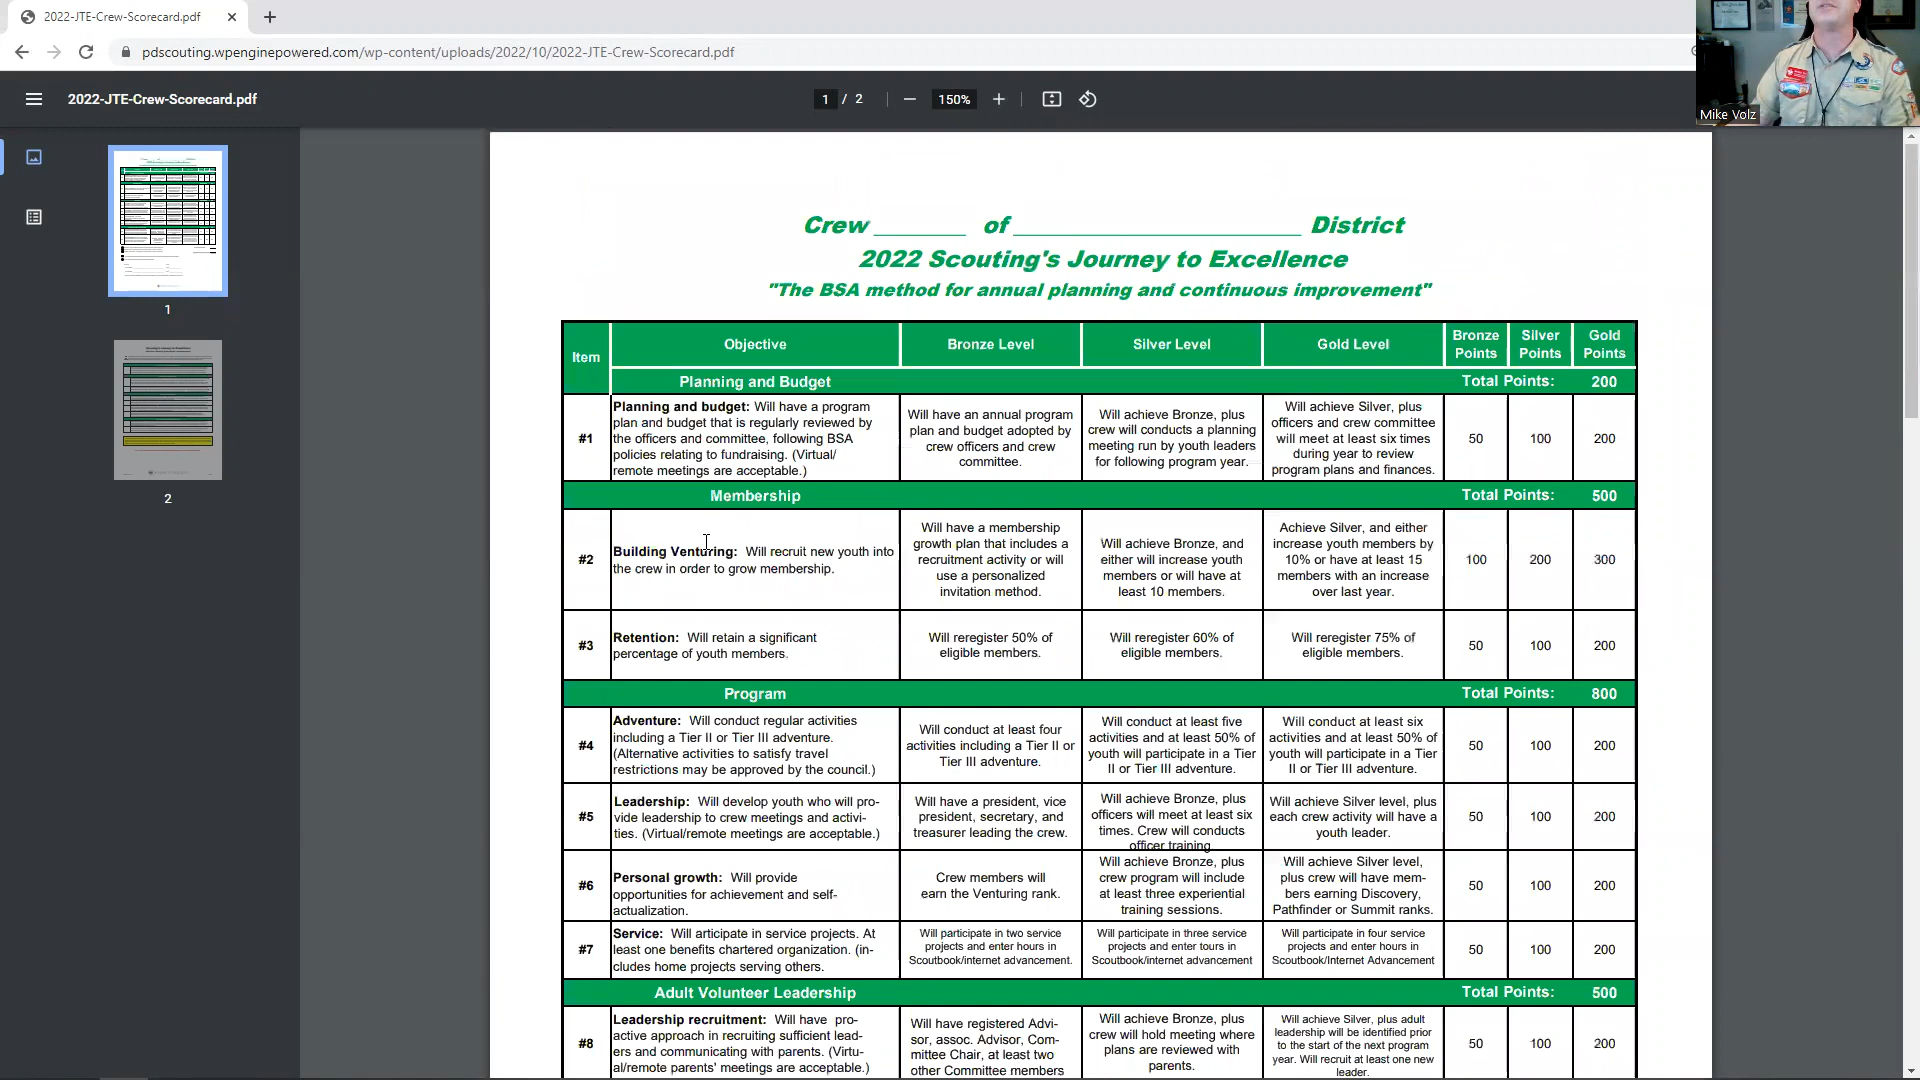 2022-JTE-Crew-Scorecard.pdf
pdscouting.wpenginepowered.com/wp-content/uploads/2022/10/2022-JTE-Crew-Scorecard.pdf
2022-JTE-Crew-Scorecard.pdf
1 / 2
150%
Mike Volz
1
2
Crew _______ of ______________________ District
2022 Scouting's Journey to Excellence
"The BSA method for annual planning and continuous improvement"
Item
Objective
Bronze Level
Silver Level
Gold Level
Bronze
Points
Silver
Points
Gold
Points
Planning and Budget
Total Points:
200
#1
Planning and budget: Will have a program
plan and budget that is regularly reviewed by
the officers and committee, following BSA
policies relating to fundraising. (Virtual/
remote meetings are acceptable.)
Will have an annual program
plan and budget adopted by
crew officers and crew
committee.
Will achieve Bronze, plus
crew will conducts a planning
meeting run by youth leaders
for following program year.
Will achieve Silver, plus
officers and crew committee
will meet at least six times
during year to review
program plans and finances.
50
100
200
Membership
Total Points:
500
#2
Building Venturing: Will recruit new youth into
the crew in order to grow membership.
Will have a membership
growth plan that includes a
recruitment activity or will
use a personalized
invitation method.
Will achieve Bronze, and
either will increase youth
members or will have at
least 10 members.
Achieve Silver, and either
increase youth members by
10% or have at least 15
members with an increase
over last year.
100
200
300
#3
Retention: Will retain a significant
percentage of youth members.
Will reregister 50% of
eligible members.
Will reregister 60% of
eligible members.
Will reregister 75% of
eligible members.
50
100
200
Program
Total Points:
800
#4
Adventure: Will conduct regular activities
including a Tier II or Tier III adventure.
(Alternative activities to satisfy travel
restrictions may be approved by the council.)
Will conduct at least four
activities including a Tier II or
Tier III adventure.
Will conduct at least five
activities and at least 50% of
youth will participate in a Tier
II or Tier III adventure.
Will conduct at least six
activities and at least 50% of
youth will participate in a Tier
II or Tier III adventure.
50
100
200
#5
Leadership: Will develop youth who will pro-
vide leadership to crew meetings and activi-
ties. (Virtual/remote meetings are acceptable.)
Will have a president, vice
president, secretary, and
treasurer leading the crew.
Will achieve Bronze, plus
officers will meet at least six
times. Crew will conducts
officer training.
Will achieve Silver level, plus
each crew activity will have a
youth leader.
50
100
200
#6
Personal growth: Will provide
opportunities for achievement and self-
actualization.
Crew members will
earn the Venturing rank.
Will achieve Bronze, plus
crew program will include
at least three experiential
training sessions.
Will achieve Silver level,
plus crew will have mem-
bers earning Discovery,
Pathfinder or Summit ranks.
50
100
200
#7
Service: Will articipate in service projects. At
least one benefits chartered organization. (in-
cludes home projects serving others.
Will participate in two service
projects and enter hours in
Scoutbook/internet advancement.
Will participate in three service
projects and enter tours in
Scoutbook/internet advancement
Will participate in four service
projects and enter hours in
Scoutbook/Internet Advancement
50
100
200
Adult Volunteer Leadership
Total Points:
500
#8
Leadership recruitment: Will have pro-
active approach in recruiting sufficient lead-
ers and communicating with parents. (Virtu-
al/remote parents' meetings are acceptable.)
Will have registered Advi-
sor, assoc. Advisor, Com-
mittee Chair, at least two
other Committee members
Will achieve Bronze, plus
crew will hold meeting where
plans are reviewed with
parents.
Will achieve Silver, plus adult
leadership will be identified prior
to the start of the next program
year. Will recruit at least one new
leader.
50
100
200